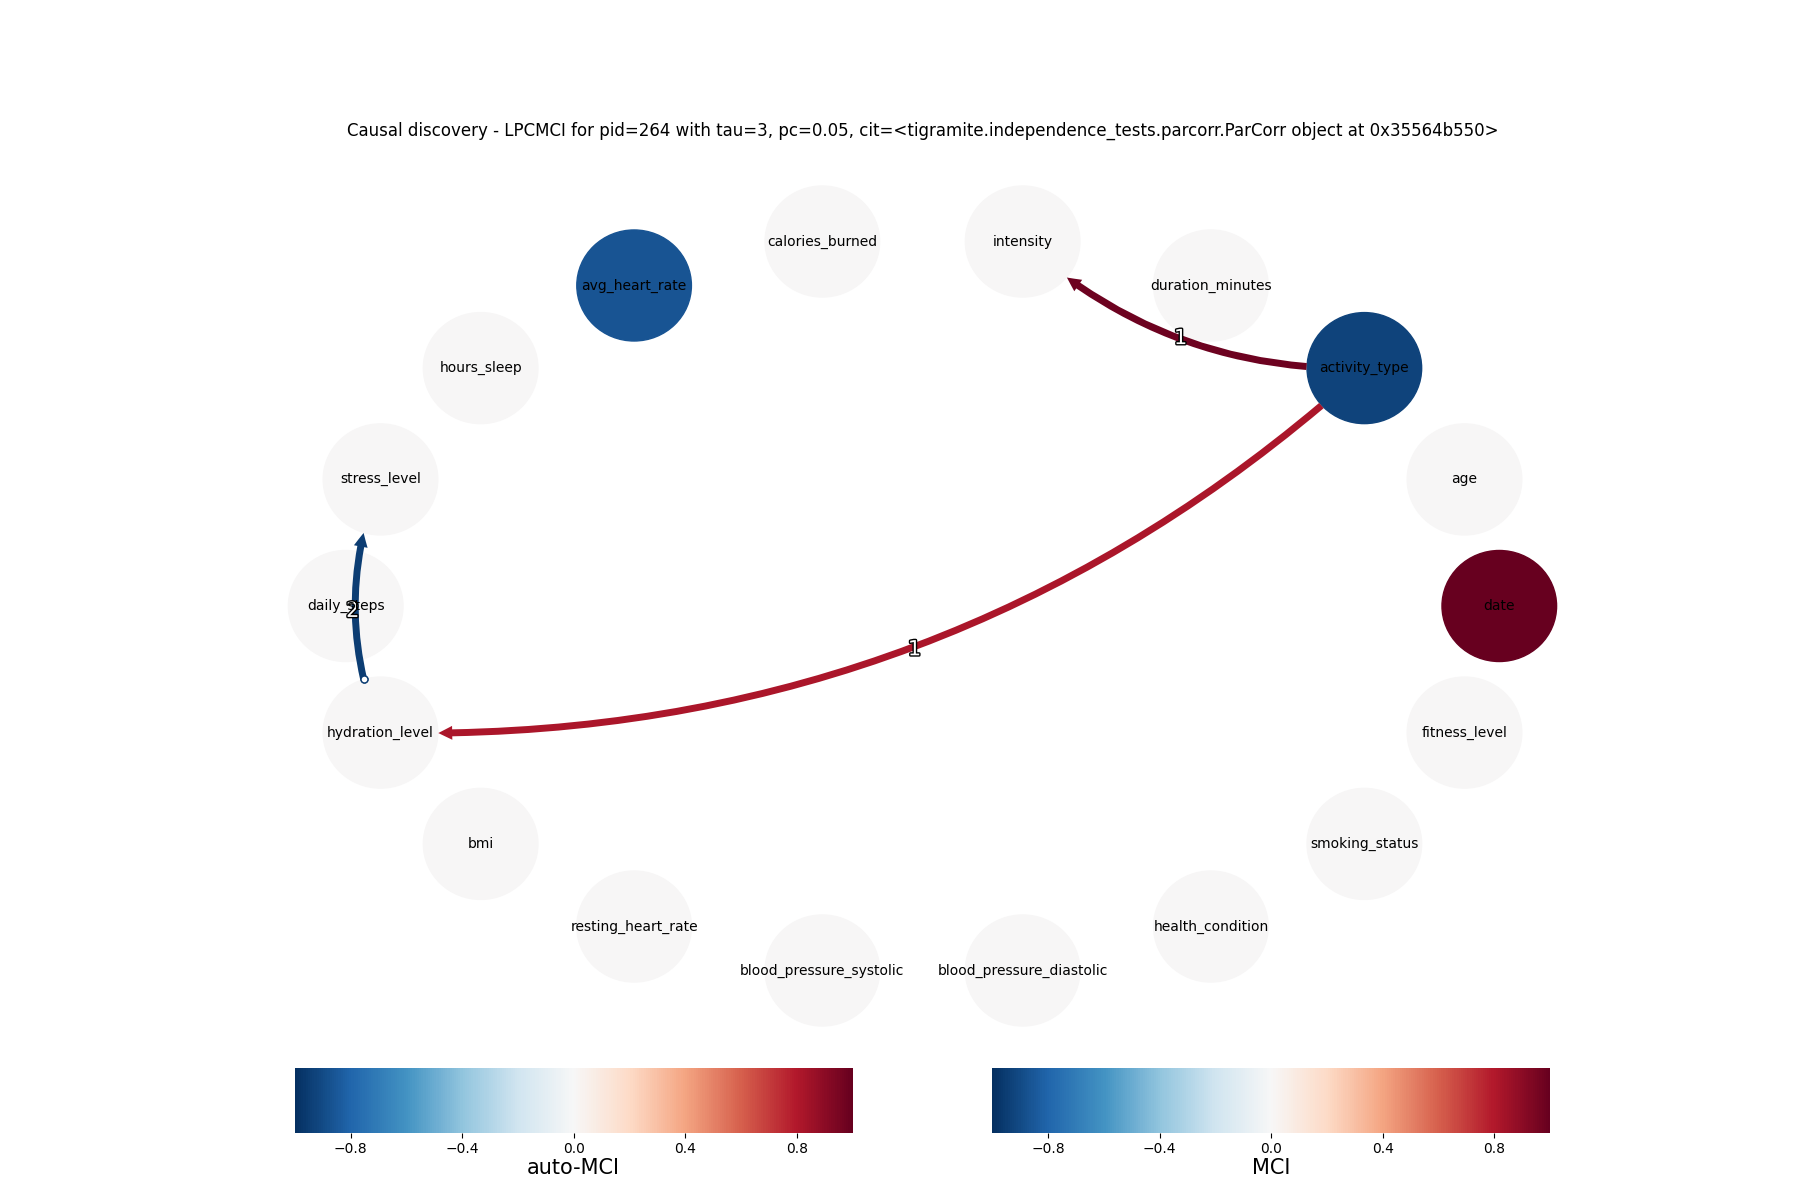 Causal discovery - LPCMCI for pid=264 with tau=3, pc=0.05, cit=<tigramite.independence_tests.parcorr.ParCorr object at 0x35564b550>
calories_burned
intensity
avg_heart_rate
duration_minutes
1
hours_sleep
activity_type
stress_level
age
daily_steps
2
date
1
hydration_level
fitness_level
bmi
smoking_status
resting_heart_rate
health_condition
blood_pressure_systolic
blood_pressure_diastolic
−0.8 −0.4 0.0 0.4 0.8
auto-MCI
−0.8 −0.4 0.0 0.4 0.8
MCI